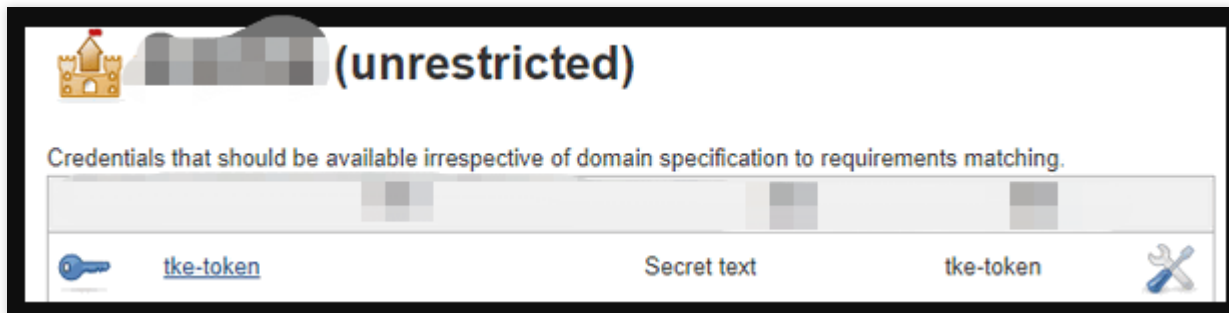 (unrestricted)
Credentials that should be available irrespective of domain specification to requirements matching.
tke-token Secret text tke-token